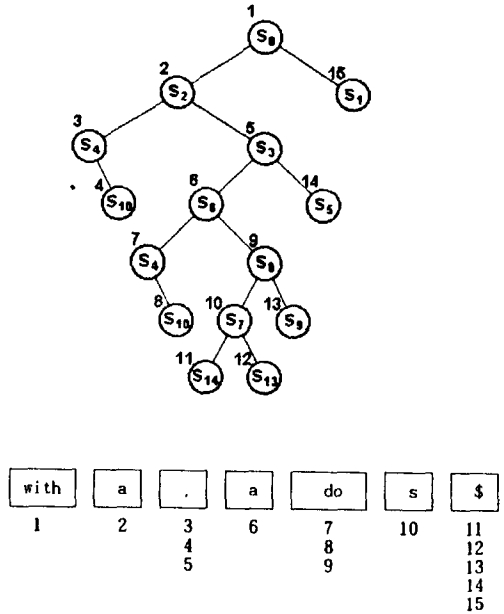 1
S₀
2 15
S₂ S₁
3 5
S₄ S₃
4 6 14
S₁₀ S₆ S₅
7 9
S₄ S₈
8 10 13
S₁₀ S₇ S₉
11 12
S₁₄ S₁₃
with a , a do s $
1 2 3 6 7 10 11
4 8 12
5 9 13
14
15